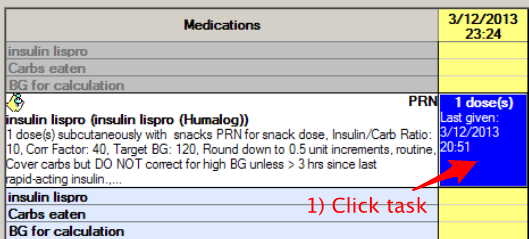 Medications
3/12/2013
23:24
insulin lispro
Carbs eaten
BG for calculation
PRN
insulin lispro (insulin lispro (Humalog))
1 dose(s) subcutaneously with snacks PRN for snack dose, Insulin/Carb Ratio:
10, Corr Factor: 40, Target BG: 120, Round down to 0.5 unit increments, routine,
Cover carbs but DO NOT correct for high BG unless > 3 hrs since last
rapid-acting insulin.,...
1 dose(s)
Last given:
3/12/2013
20:51
insulin lispro
Carbs eaten
BG for calculation
1) Click task